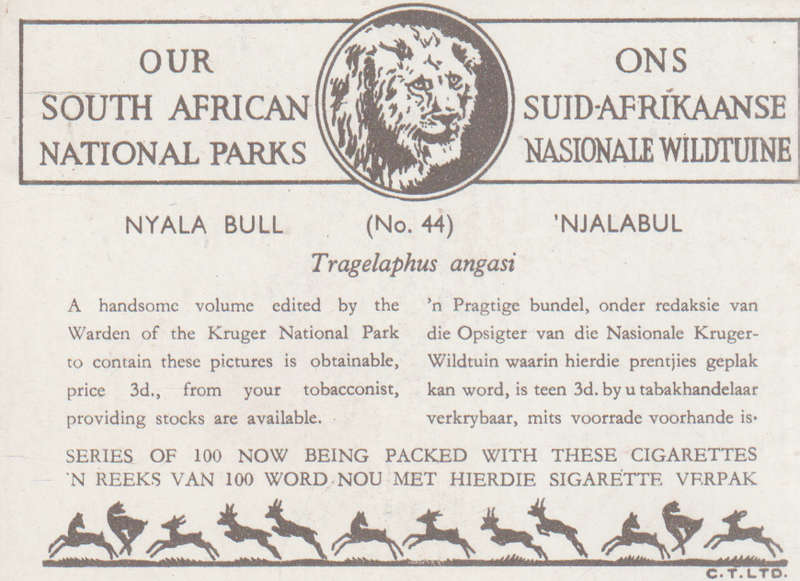 OUR
SOUTH AFRICAN
NATIONAL PARKS
ONS
SUID-AFRIKAANSE
NASIONALE WILDTUINE
NYALA BULL (No. 44) 'NJALABUL
Tragelaphus angasi
A handsome volume edited by the
Warden of the Kruger National Park
to contain these pictures is obtainable,
price 3d., from your tobacconist,
providing stocks are available.
'n Pragtige bundel, onder redaksie van
die Opsigter van die Nasionale Kruger-
Wildtuin waarin hierdie prentjies geplak
kan word, is teen 3d. by u tabakhandelaar
verkrybaar, mits voorrade voorhande is.
SERIES OF 100 NOW BEING PACKED WITH THESE CIGARETTES
'N REEKS VAN 100 WORD NOU MET HIERDIE SIGARETTE VERPAK
C.T.LTD.